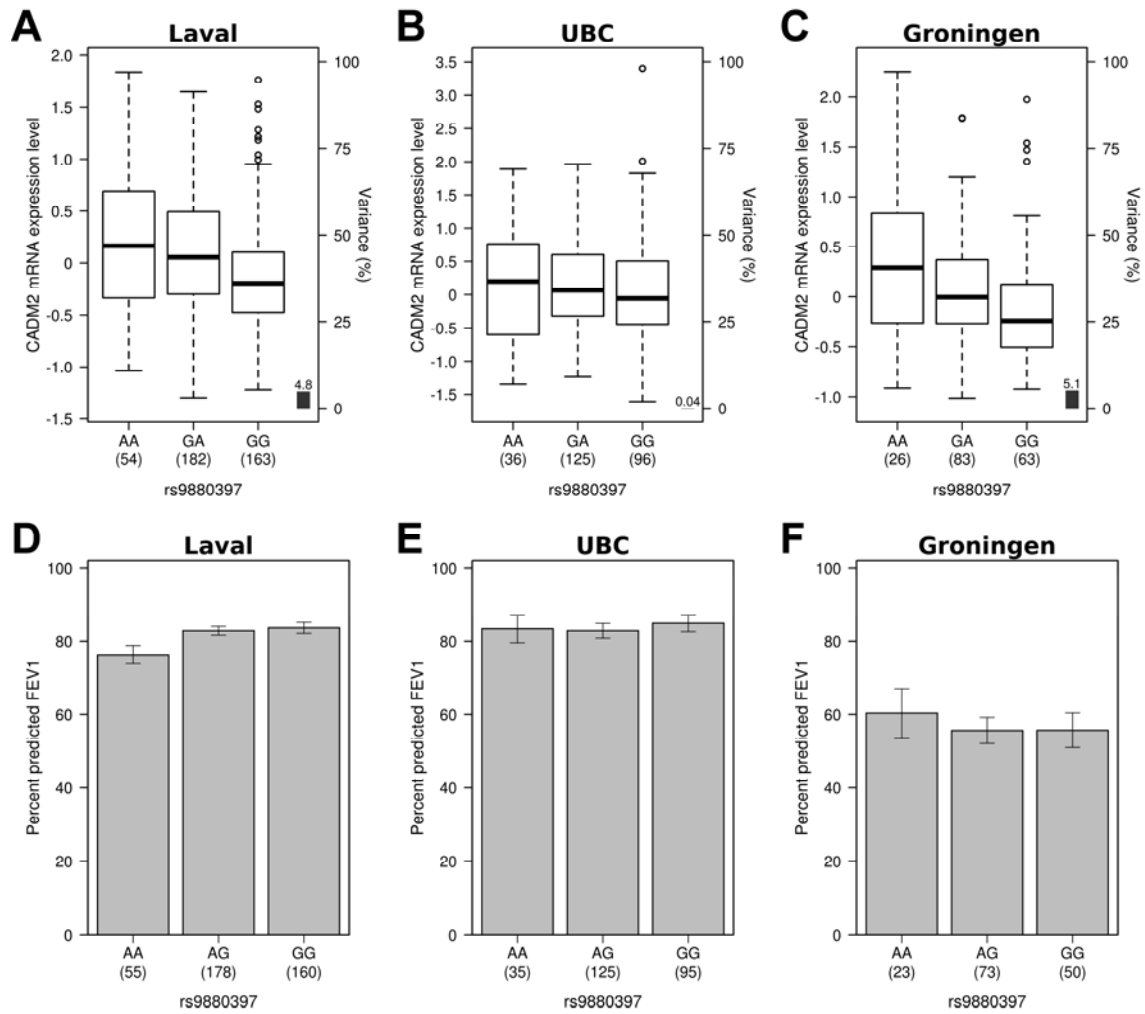 A
Laval
CADM2 mRNA expression level
2.0
1.5
1.0
0.5
0
-0.5
-1.0
-1.5
100
75
50
25
0
Variance (%)
4.8
AA GA GG
(54) (182) (163)
rs9880397
B
UBC
CADM2 mRNA expression level
3.5
3.0
2.5
2.0
1.5
1.0
0.5
0
-0.5
-1.0
-1.5
100
75
50
25
0
Variance (%)
0.04
AA GA GG
(36) (125) (96)
rs9880397
C
Groningen
CADM2 mRNA expression level
2.0
1.5
1.0
0.5
0
-0.5
-1.0
100
75
50
25
0
Variance (%)
5.1
AA GA GG
(26) (83) (63)
rs9880397
D
Laval
Percent predicted FEV1
100
80
60
40
20
0
AA AG GG
(55) (178) (160)
rs9880397
E
UBC
Percent predicted FEV1
100
80
60
40
20
0
AA AG GG
(35) (125) (95)
rs9880397
F
Groningen
Percent predicted FEV1
100
80
60
40
20
0
AA AG GG
(23) (73) (50)
rs9880397